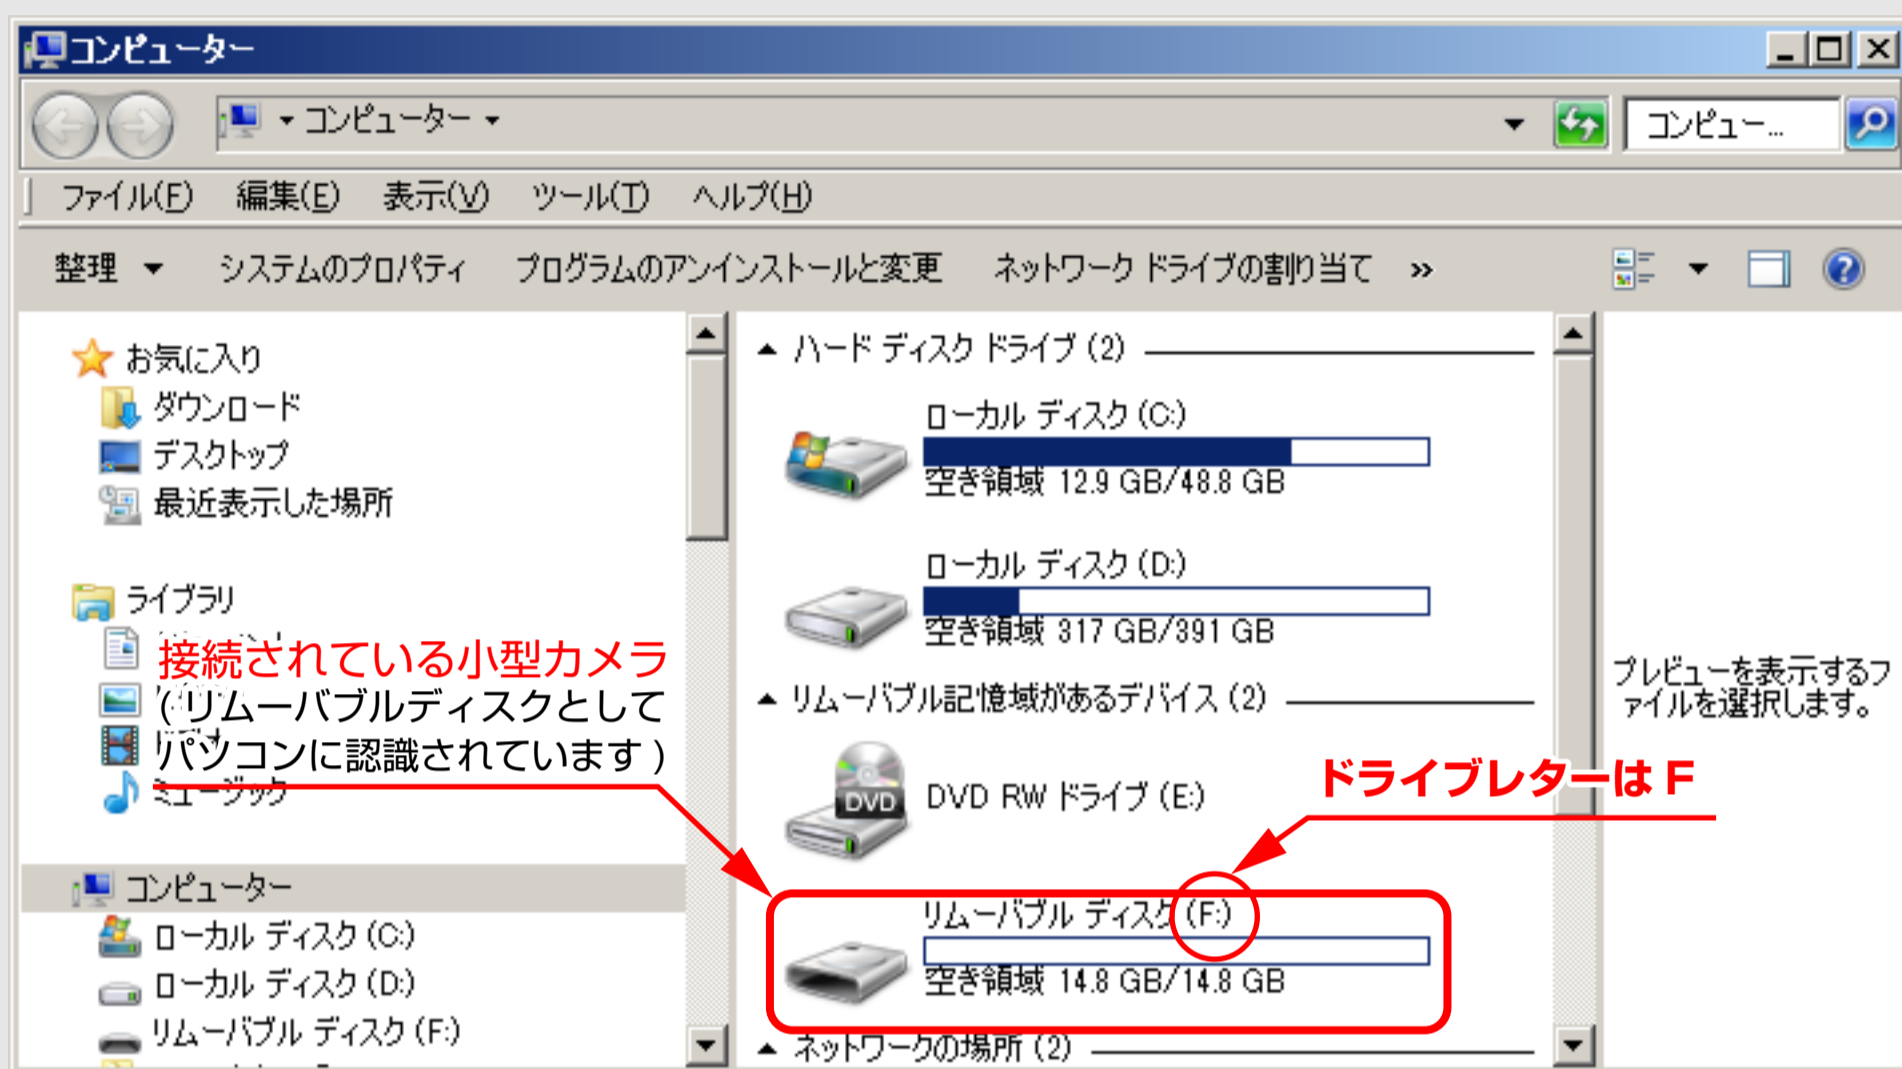 コンピューター
コンピューター
コンピュー...
ファイル(F) 編集(E) 表示(V) ツール(T) ヘルプ(H)
整理 システムのプロパティ プログラムのアンインストールと変更 ネットワーク ドライブの割り当て »
お気に入り
ダウンロード
デスクトップ
最近表示した場所
ライブラリ
接続されている小型カメラ
(リムーバブルディスクとして
パソコンに認識されています)
ミュージック
コンピューター
ローカル ディスク (C:)
ローカル ディスク (D:)
リムーバブル ディスク (F:)
ハード ディスク ドライブ (2)
ローカル ディスク (C:)
空き領域 12.9 GB/48.8 GB
ローカル ディスク (D:)
空き領域 317 GB/391 GB
リムーバブル記憶域があるデバイス (2)
DVD
DVD RW ドライブ (E:)
ドライブレターは F
リムーバブル ディスク (F:)
空き領域 14.8 GB/14.8 GB
ネットワークの場所 (2)
プレビューを表示するフ
ァイルを選択します。